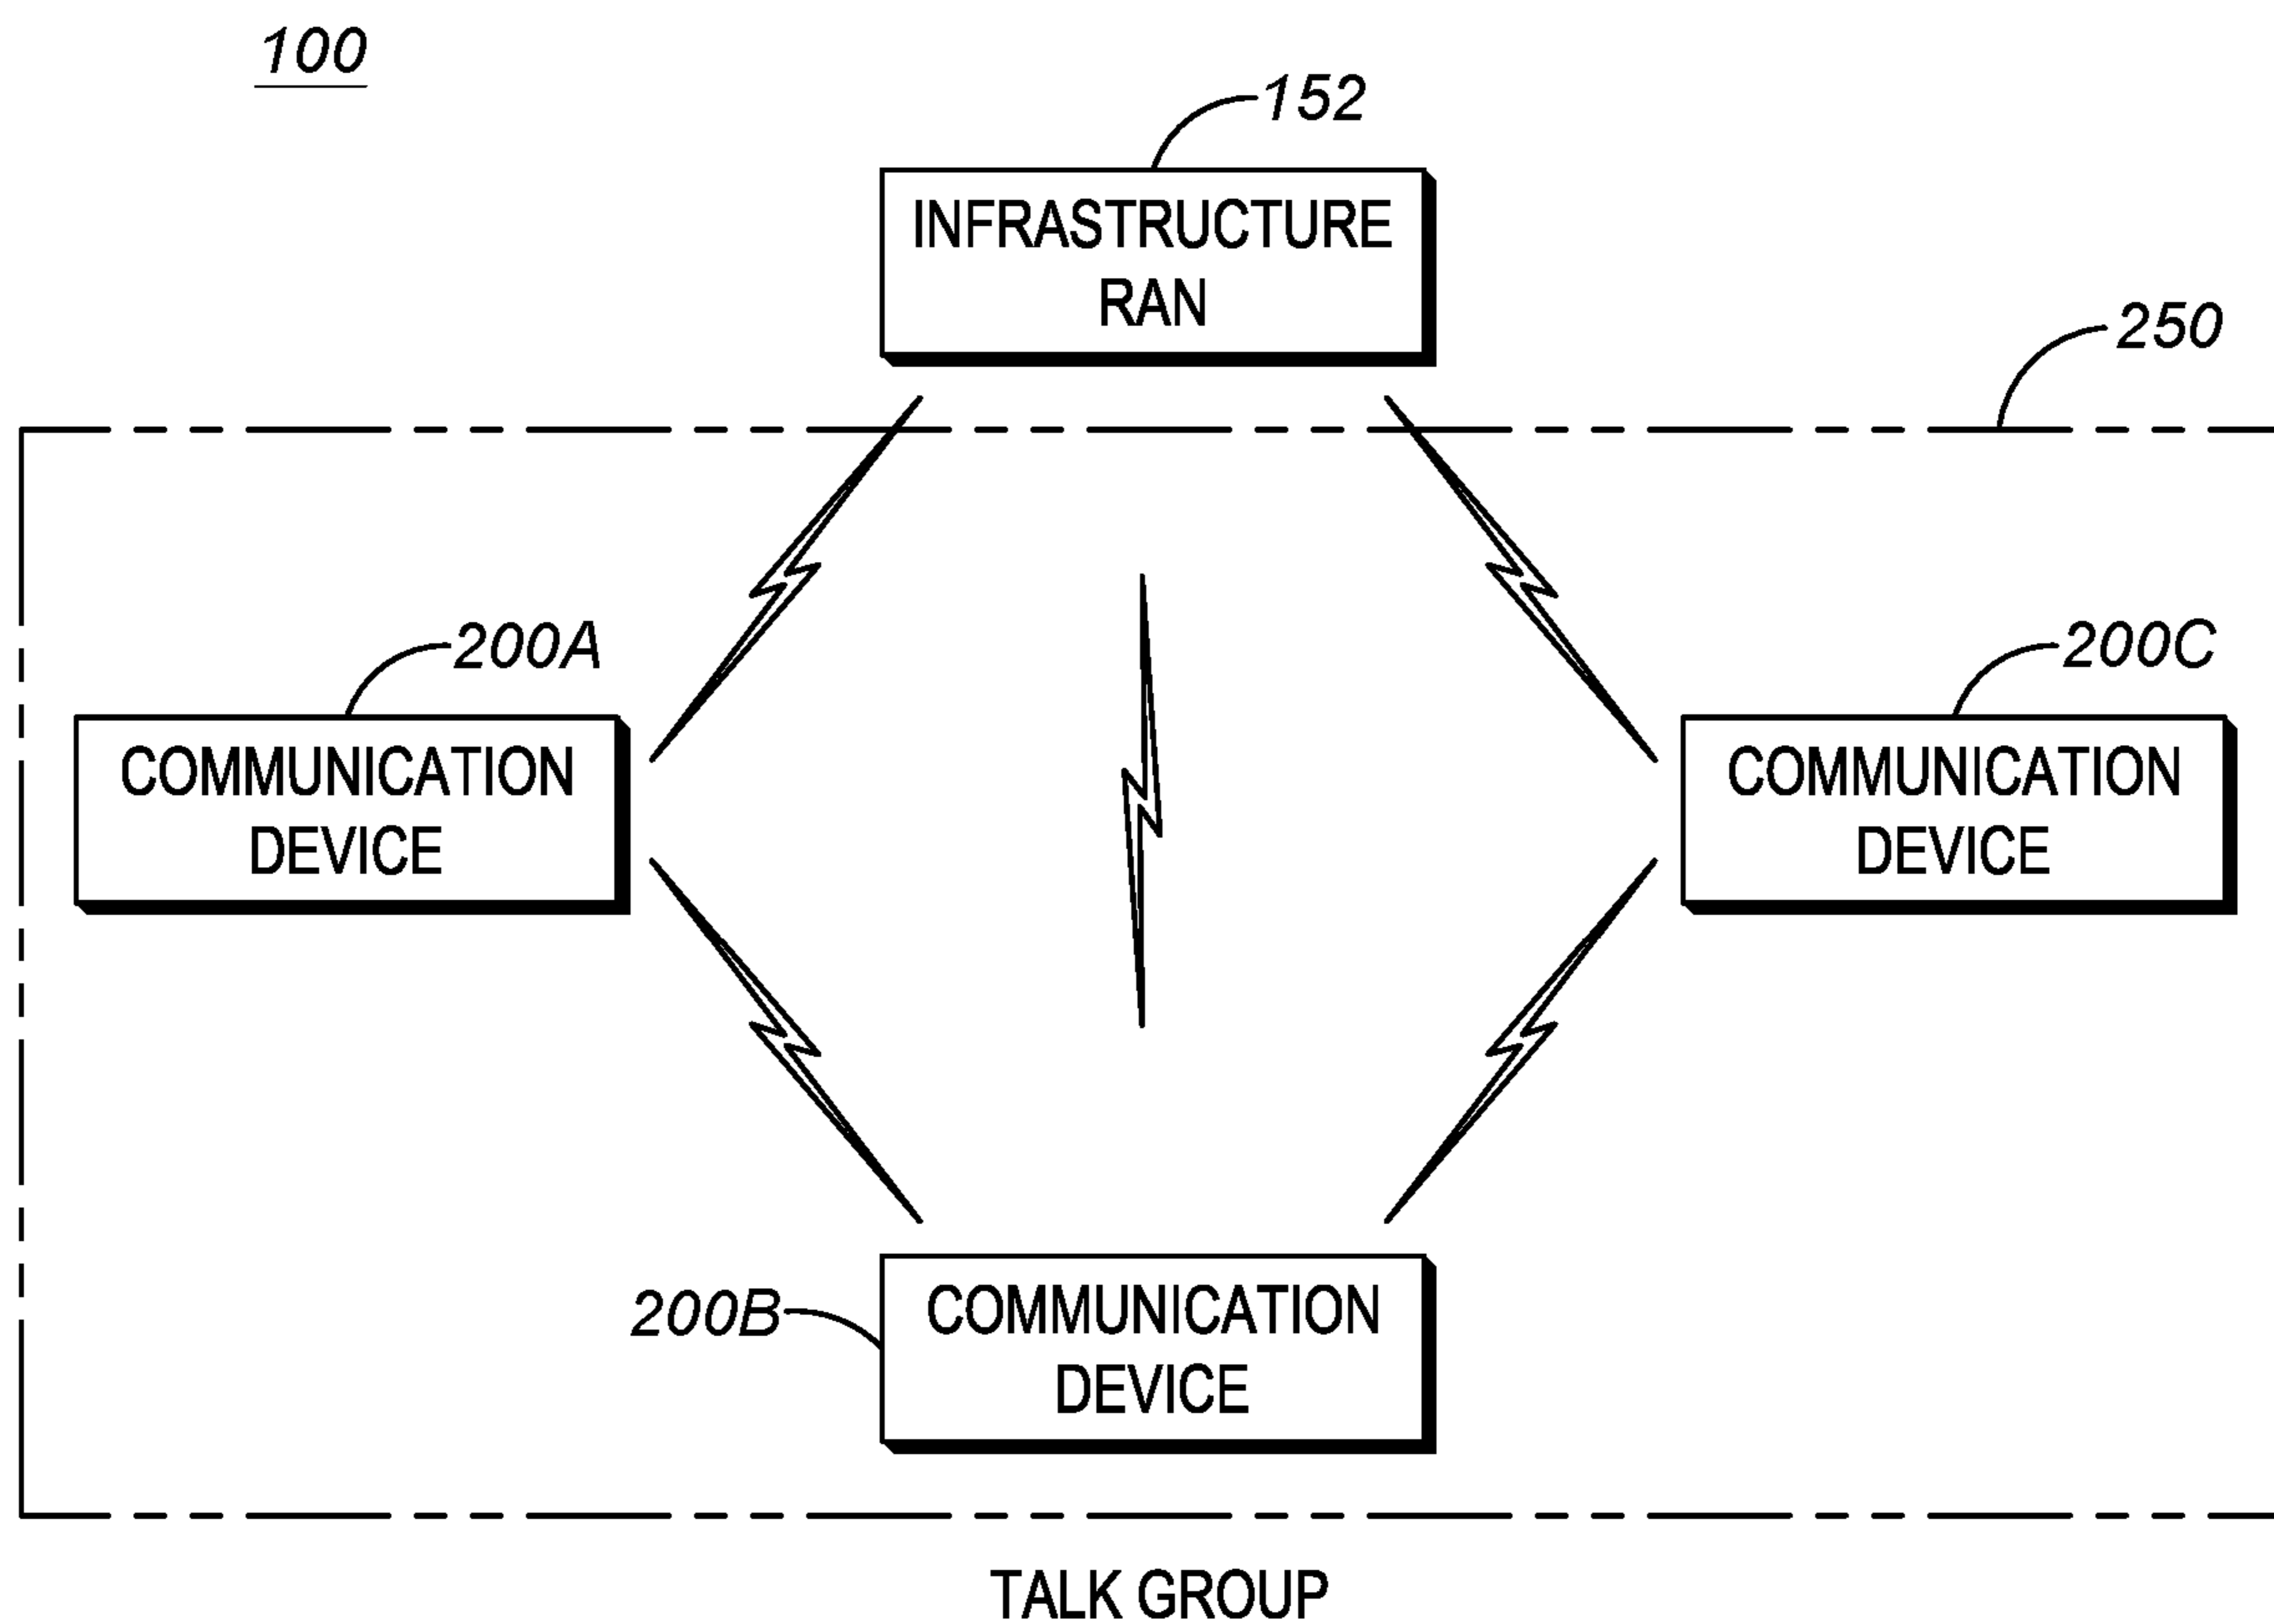 100
152
INFRASTRUCTURE
RAN
250
200A
200C
COMMUNICATION
DEVICE
COMMUNICATION
DEVICE
200B
COMMUNICATION
DEVICE
TALK GROUP